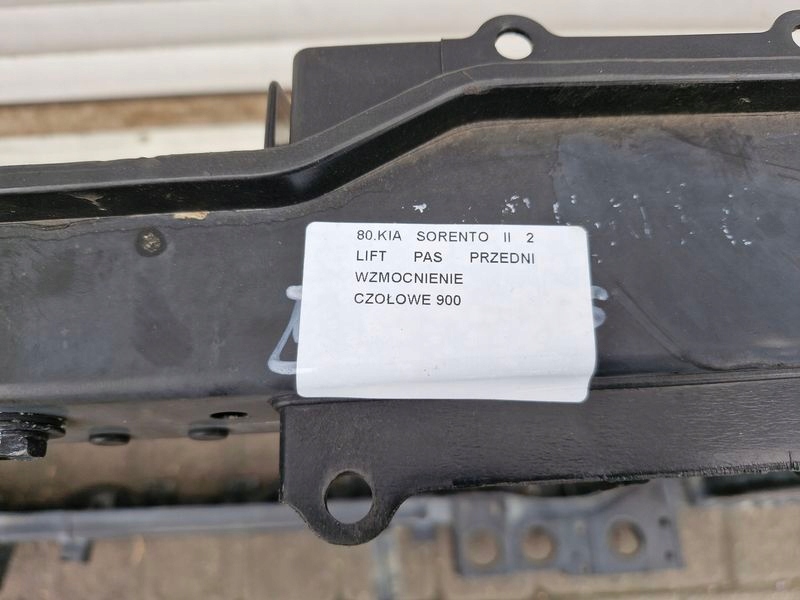 80.KIA SORENTO II 2
LIFT PAS PRZEDNI
WZMOCNIENIE
CZOŁOWE 900